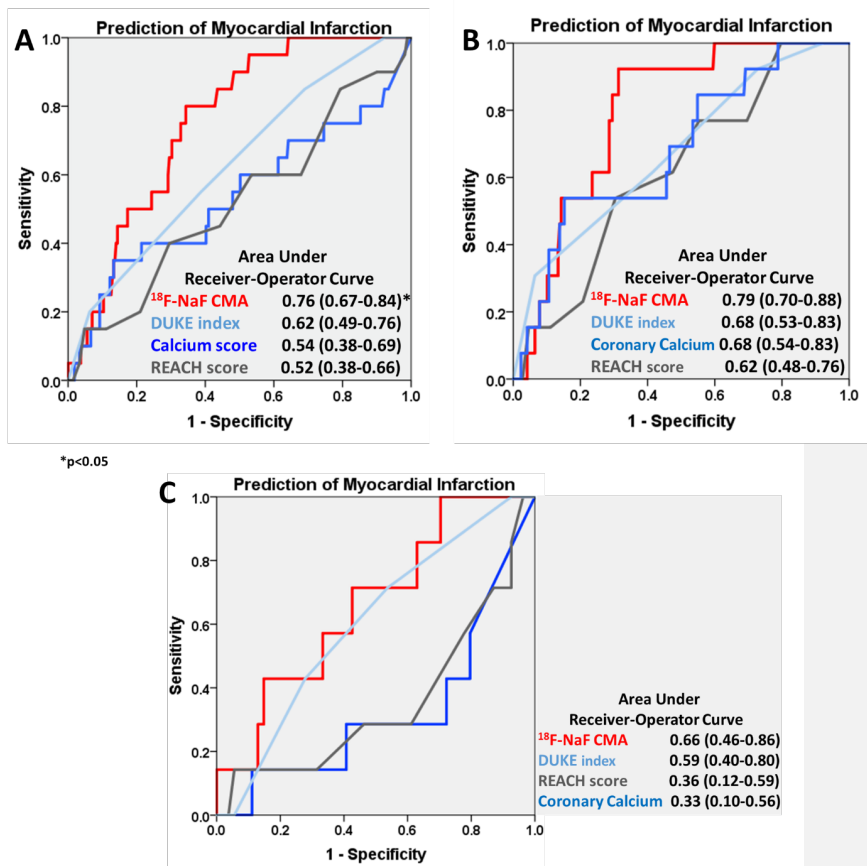 A
Prediction of Myocardial Infarction
1.0
0.8
0.6
0.4
0.2
0.0
Sensitivity
Area Under
Receiver-Operator Curve
18F-NaF CMA 0.76 (0.67-0.84)*
DUKE index 0.62 (0.49-0.76)
Calcium score 0.54 (0.38-0.69)
REACH score 0.52 (0.38-0.66)
0.0 0.2 0.4 0.6 0.8 1.0
1 - Specificity
*p<0.05
B
Prediction of Myocardial Infarction
1.0
0.8
0.6
0.4
0.2
0.0
Sensitivity
Area Under
Receiver-Operator Curve
18F-NaF CMA 0.79 (0.70-0.88)
DUKE index 0.68 (0.53-0.83)
Coronary Calcium 0.68 (0.54-0.83)
REACH score 0.62 (0.48-0.76)
0.0 0.2 0.4 0.6 0.8 1.0
1 - Specificity
C
Prediction of Myocardial Infarction
1.0
0.8
0.6
0.4
0.2
0.0
Sensitivity
0.0 0.2 0.4 0.6 0.8 1.0
1 - Specificity
Area Under
Receiver-Operator Curve
18F-NaF CMA 0.66 (0.46-0.86)
DUKE index 0.59 (0.40-0.80)
REACH score 0.36 (0.12-0.59)
Coronary Calcium 0.33 (0.10-0.56)